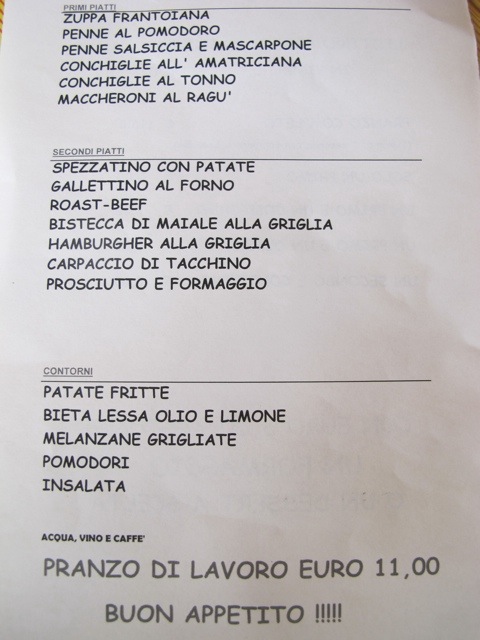 PRIMI PIATTI
ZUPPA FRANTOIANA
PENNE AL POMODORO
PENNE SALSICCIA E MASCARPONE
CONCHIGLIE ALL' AMATRICIANA
CONCHIGLIE AL TONNO
MACCHERONI AL RAGU'
SECONDI PIATTI
SPEZZATINO CON PATATE
GALLETTINO AL FORNO
ROAST-BEEF
BISTECCA DI MAIALE ALLA GRIGLIA
HAMBURGHER ALLA GRIGLIA
CARPACCIO DI TACCHINO
PROSCIUTTO E FORMAGGIO
CONTORNI
PATATE FRITTE
BIETA LESSA OLIO E LIMONE
MELANZANE GRIGLIATE
POMODORI
INSALATA
ACQUA, VINO E CAFFE'
PRANZO DI LAVORO EURO 11,00
BUON APPETITO !!!!!